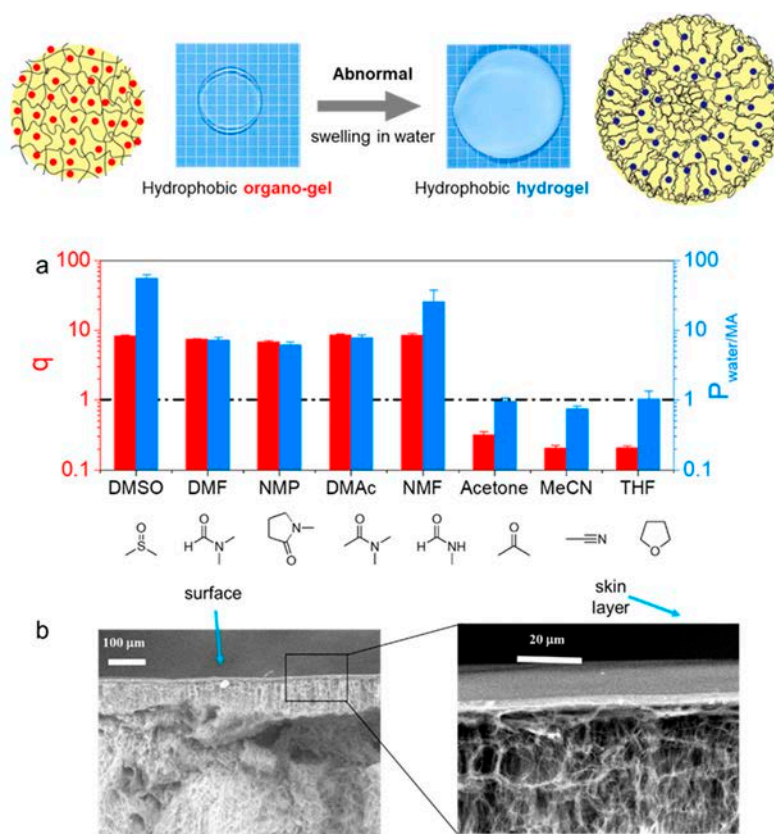 Abnormal
swelling in water
Hydrophobic organo-gel
Hydrophobic hydrogel
a
100
10
1
0.1
q
100
10
1
0.1
P water/MA
DMSO DMF NMP DMAc NMF Acetone MeCN THF
O
S
O
H N
N
O
O
N
O
H NH
O
N
O
surface
skin
layer
b
100 μm
20 μm